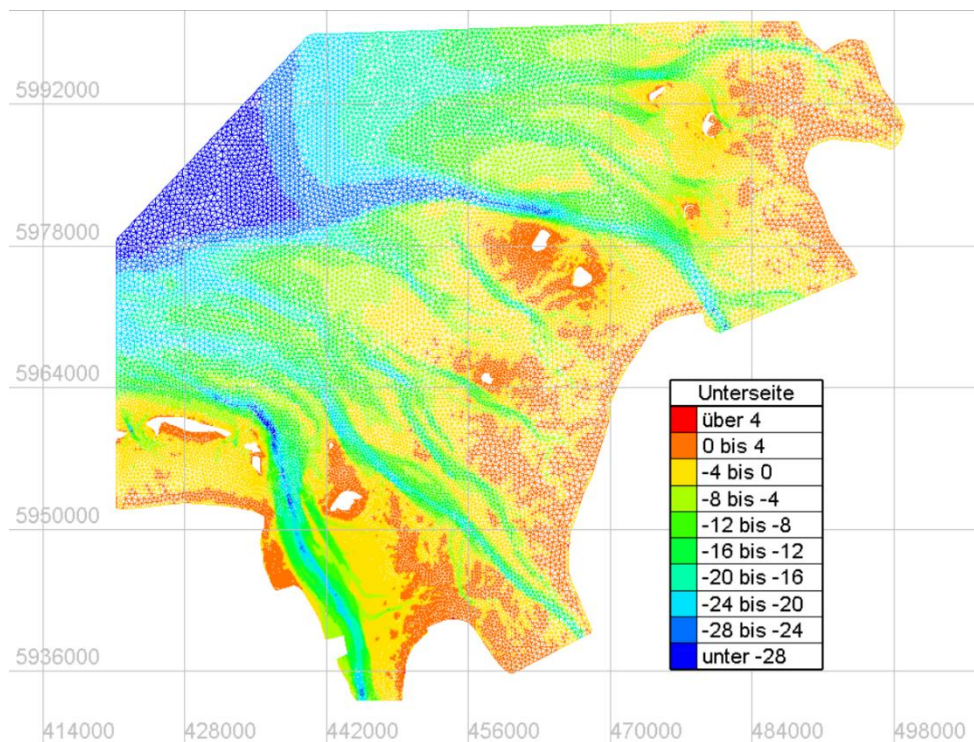 5992000
5978000
5964000
Unterseite
über 4
0 bis 4
-4 bis 0
-8 bis -4
-12 bis -8
-16 bis -12
-20 bis -16
-24 bis -20
-28 bis -24
unter -28
5950000
5936000
414000 428000 442000 456000 470000 484000 498000